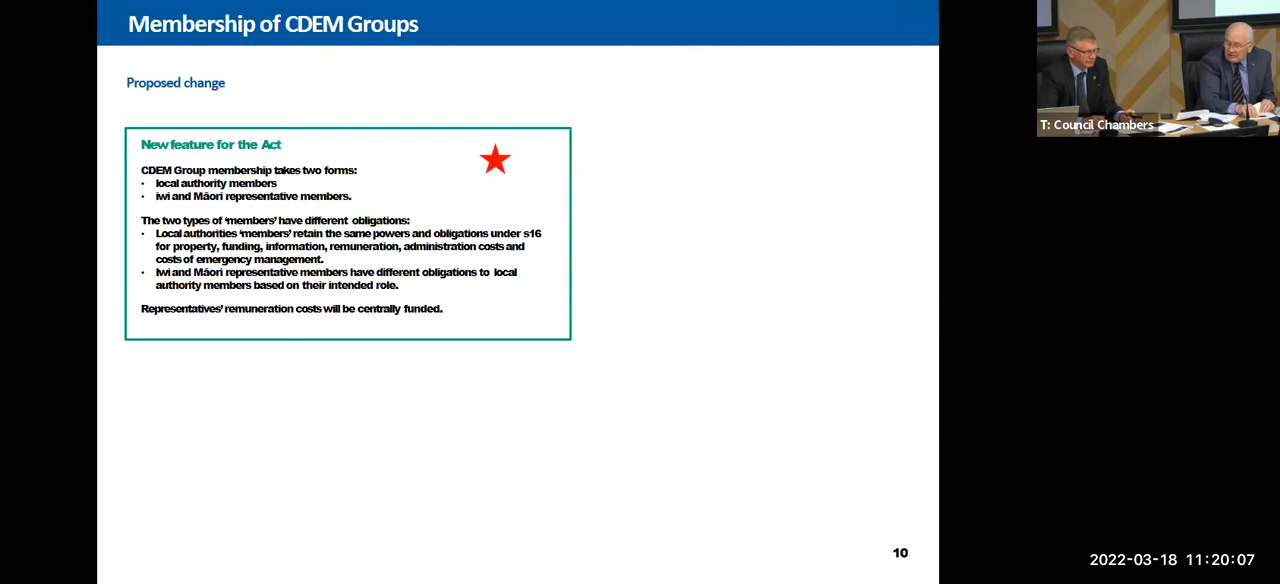 Membership of CDEM Groups
Proposed change
New feature for the Act
CDEM Group membership takes two forms:
• local authority members
• iwi and Māori representative members.
The two types of 'members' have different obligations:
• Local authorities 'members' retain the same powers and obligations under s16
for property, funding, information, remuneration, administration costs and
costs of emergency management.
• Iwi and Māori representative members have different obligations to local
authority members based on their intended role.
Representatives' remuneration costs will be centrally funded.
10
T: Council Chambers
2022-03-18 11:20:07